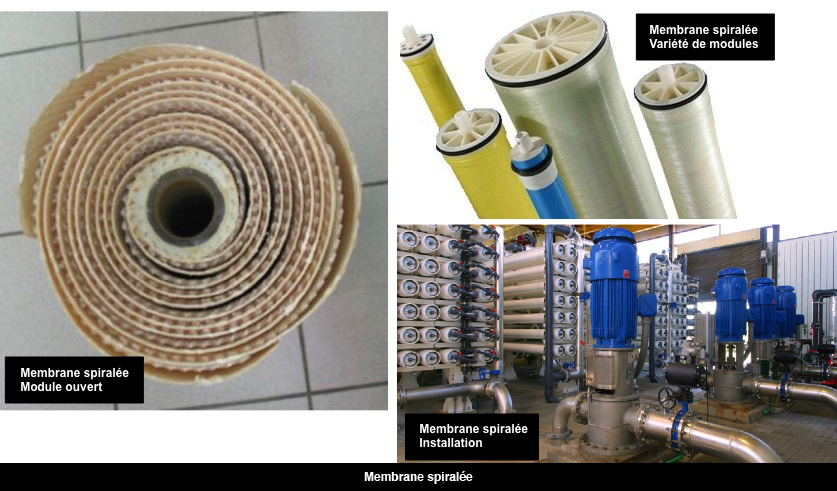 Membrane spiralée
Variété de modules
Membrane spiralée
Module ouvert
Membrane spiralée
Installation
Membrane spiralée